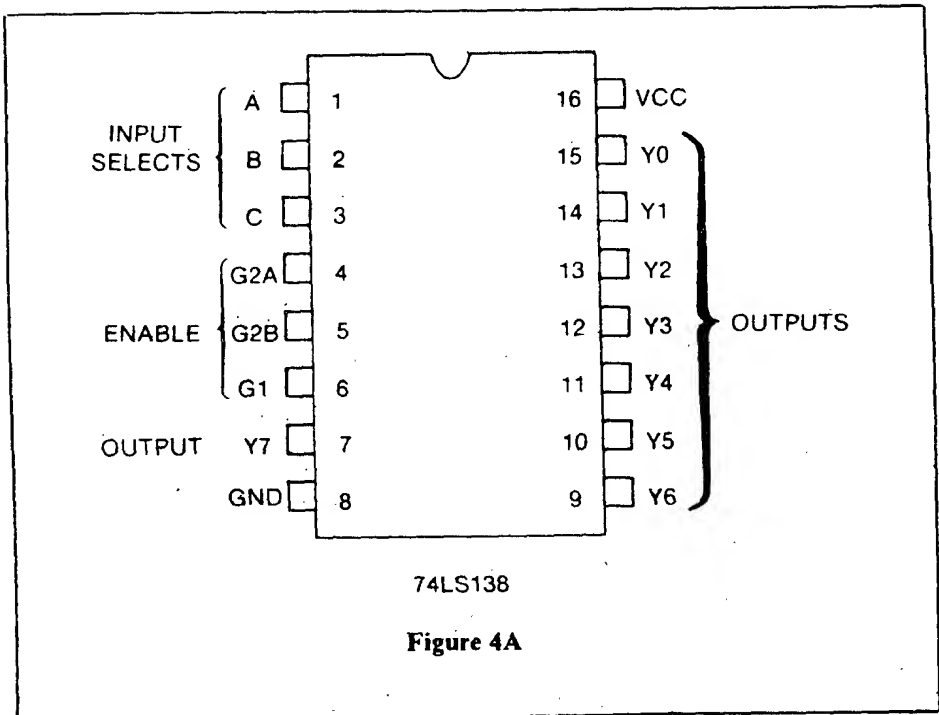 A 1 16 VCC
INPUT SELECTS
B 2 15 Y0
C 3 14 Y1
G2A 4 13 Y2
ENABLE G2B 5 12 Y3 OUTPUTS
G1 6 11 Y4
OUTPUT Y7 7 10 Y5
GND 8 9 Y6
74LS138
Figure 4A